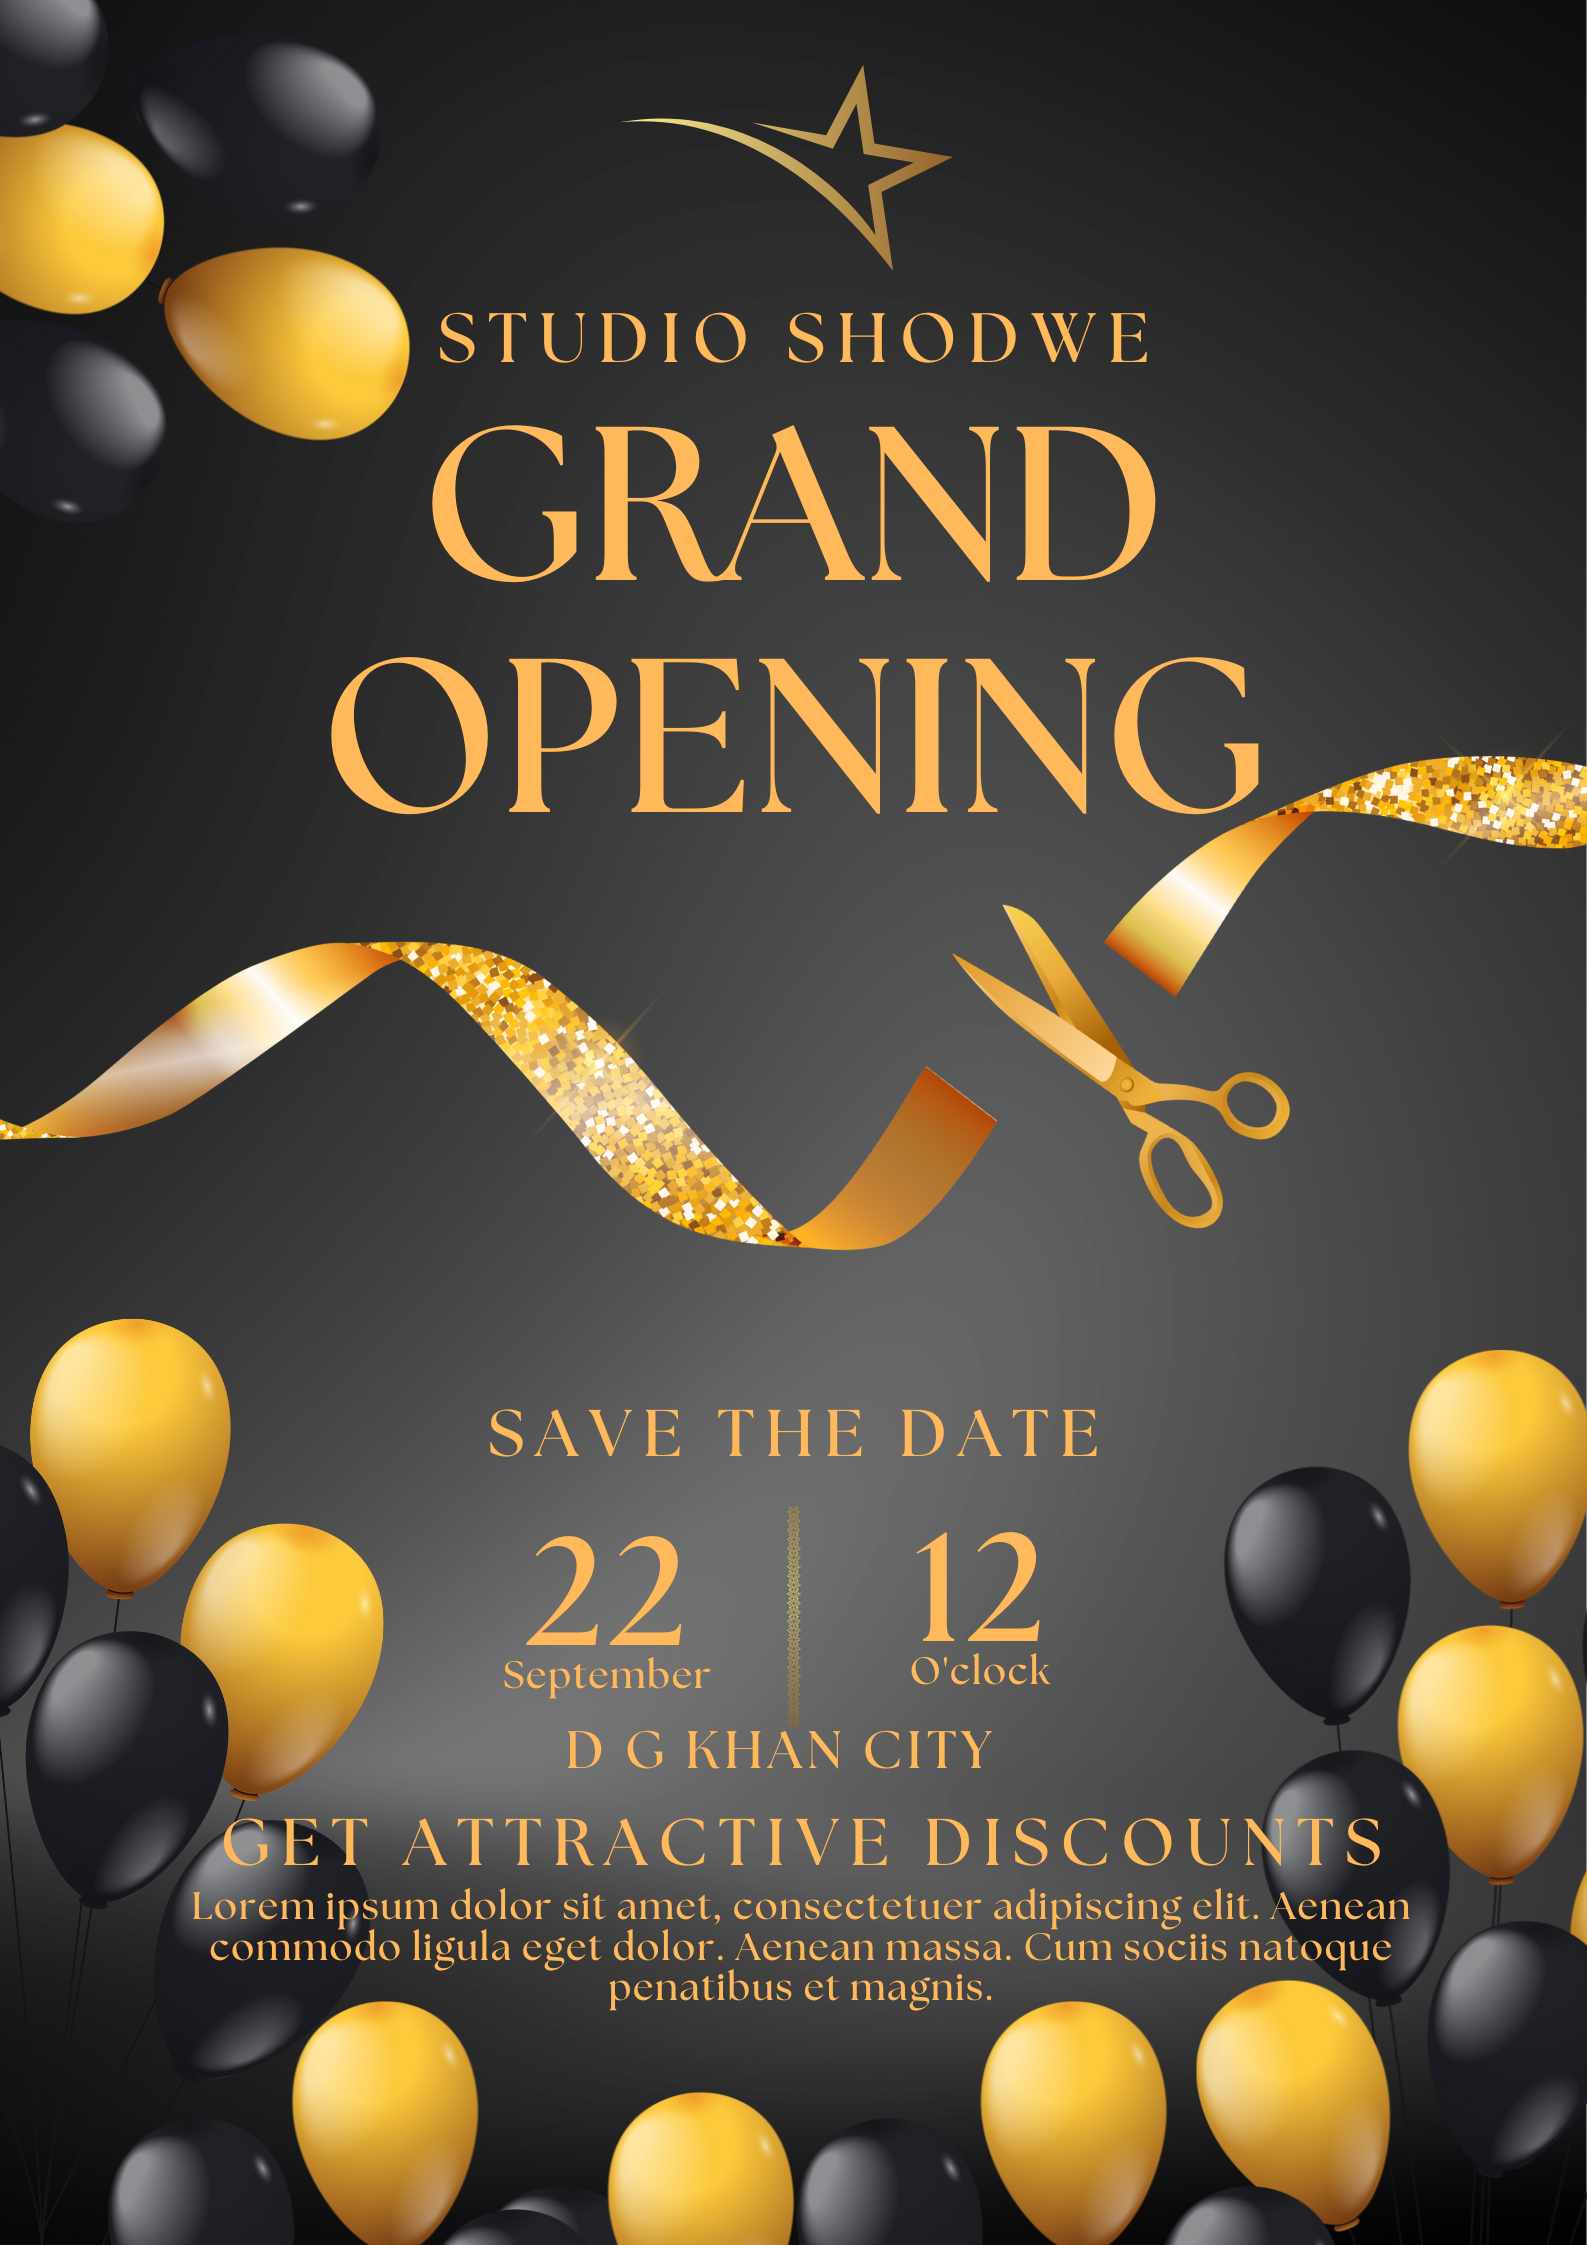 STUDIO SHODWE
GRAND
OPENING
SAVE THE DATE
22
September
12
O'clock
D G KHAN CITY
GET ATTRACTIVE DISCOUNTS
Lorem ipsum dolor sit amet, consectetuer adipiscing elit. Aenean
commodo ligula eget dolor. Aenean massa. Cum sociis natoque
penatibus et magnis.